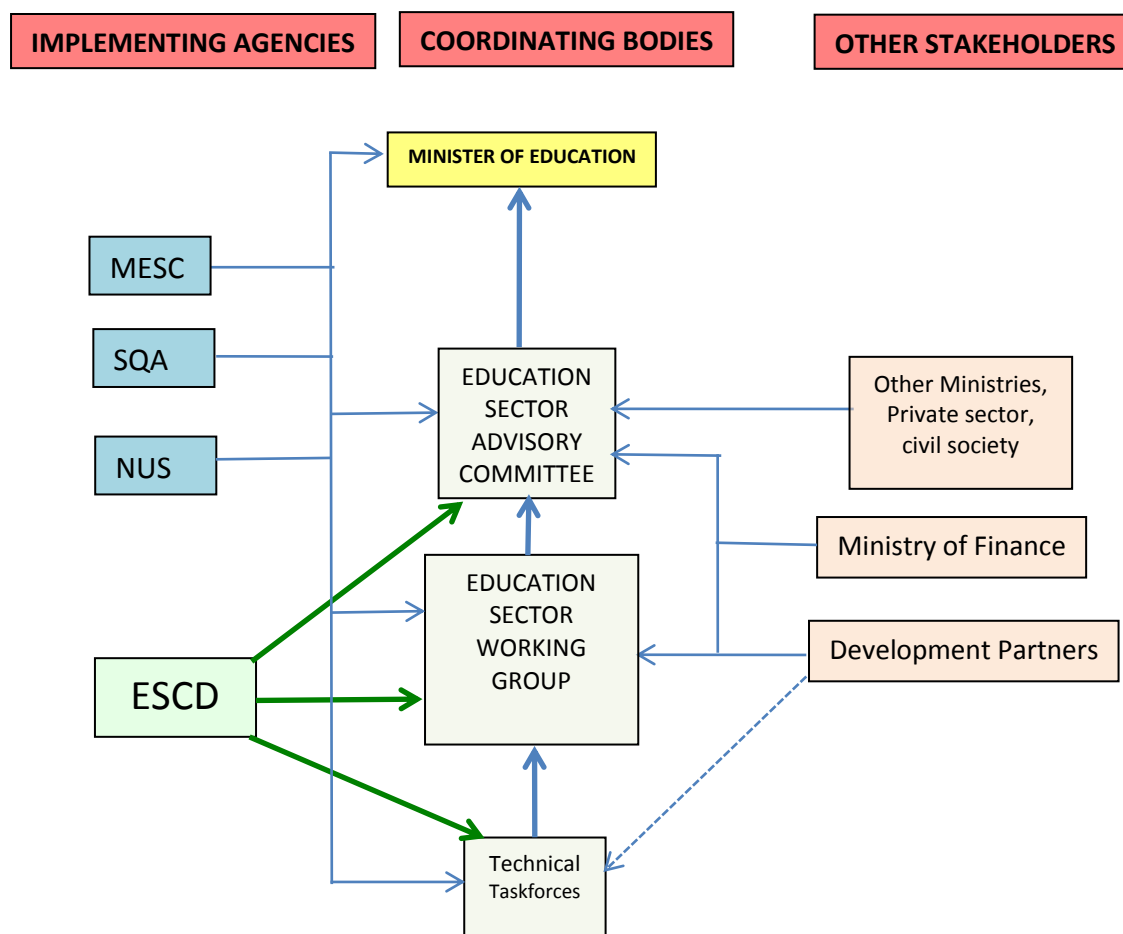 IMPLEMENTING AGENCIES
COORDINATING BODIES
OTHER STAKEHOLDERS
MINISTER OF EDUCATION
MESC
SQA
NUS
EDUCATION
SECTOR
ADVISORY
COMMITTEE
Other Ministries,
Private sector,
civil society
Ministry of Finance
EDUCATION
SECTOR
WORKING
GROUP
Development Partners
ESCD
Technical
Taskforces